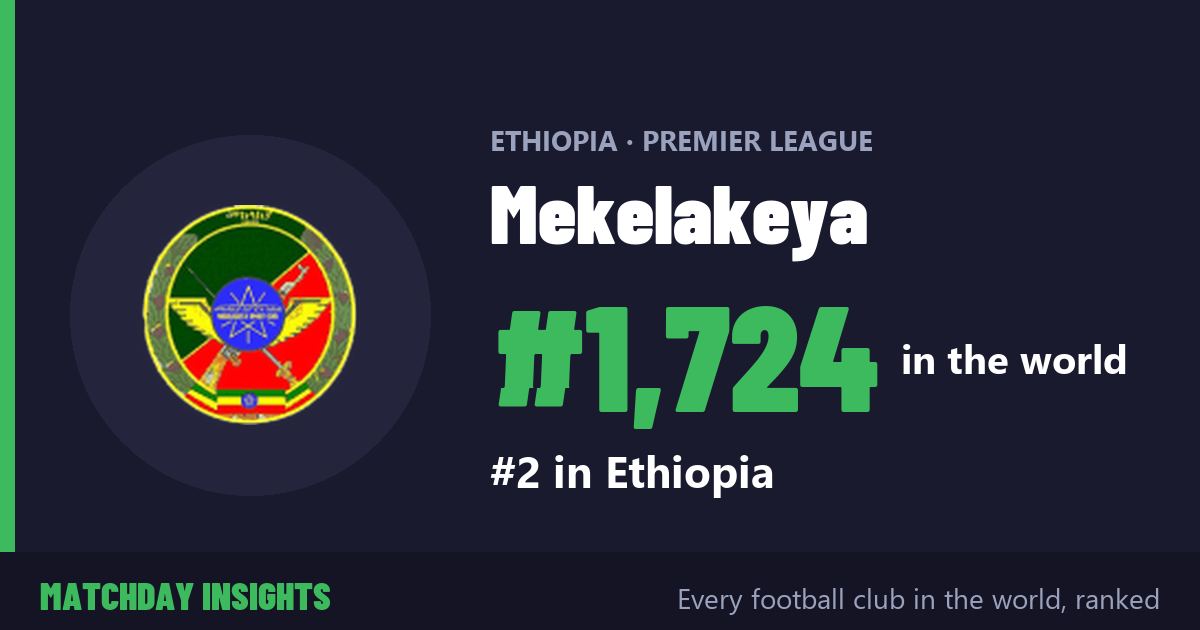 ETHIOPIA · PREMIER LEAGUE
Mekelakeya
#1,724 in the world
#2 in Ethiopia
MATCHDAY INSIGHTS
Every football club in the world, ranked